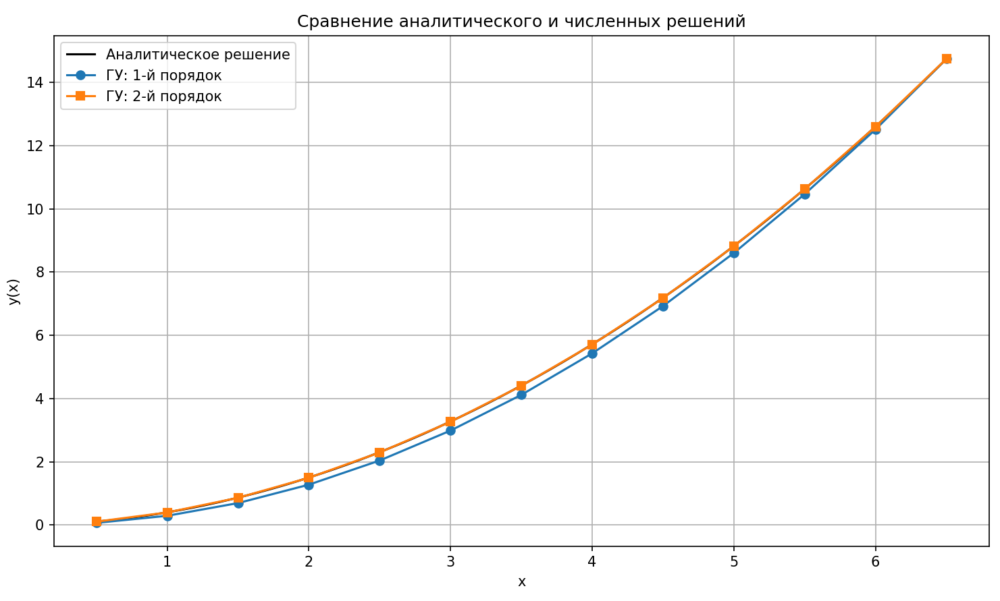 Сравнение аналитического и численных решений
Аналитическое решение
ГУ: 1-й порядок
ГУ: 2-й порядок
14
12
10
8
6
4
2
0
y(x)
1
2
3
4
5
6
x